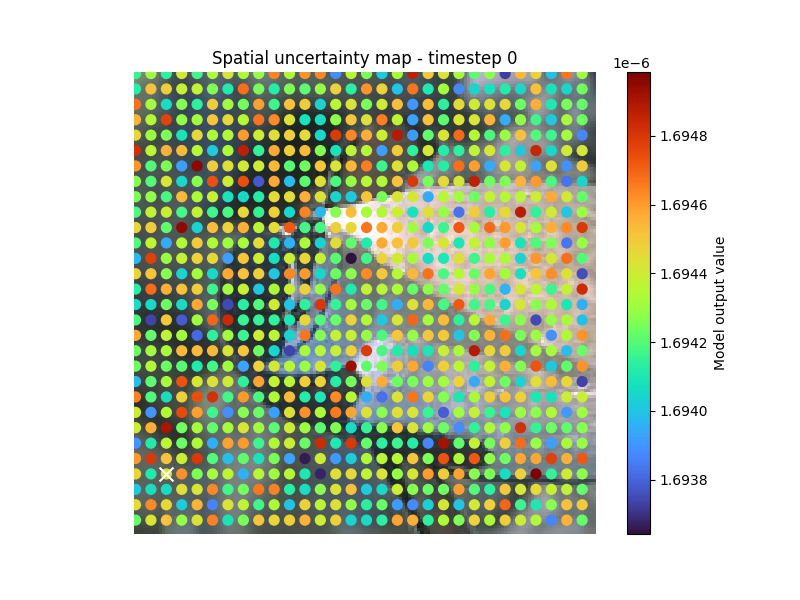 Spatial uncertainty map - timestep 0
1e−6
1.6948
1.6946
1.6944
1.6942
1.6940
1.6938
Model output value